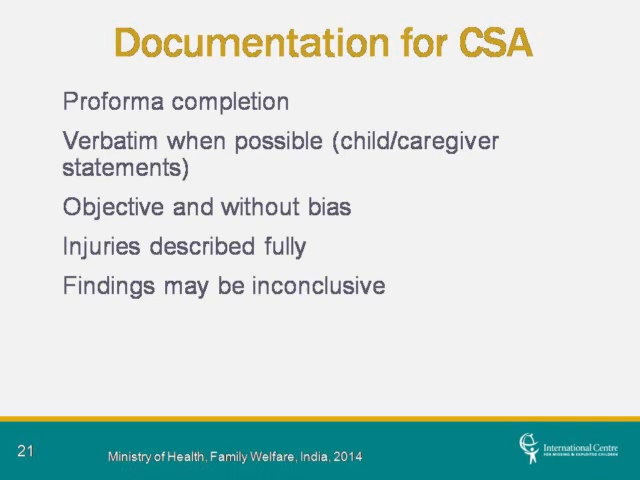 Documentation for CSA
Proforma completion
Verbatim when possible (child/caregiver
statements)
Objective and without bias
Injuries described fully
Findings may be inconclusive
21
Ministry of Health, Family Welfare, India, 2014
International Centre
FOR MISSING & EXPLOITED CHILDREN